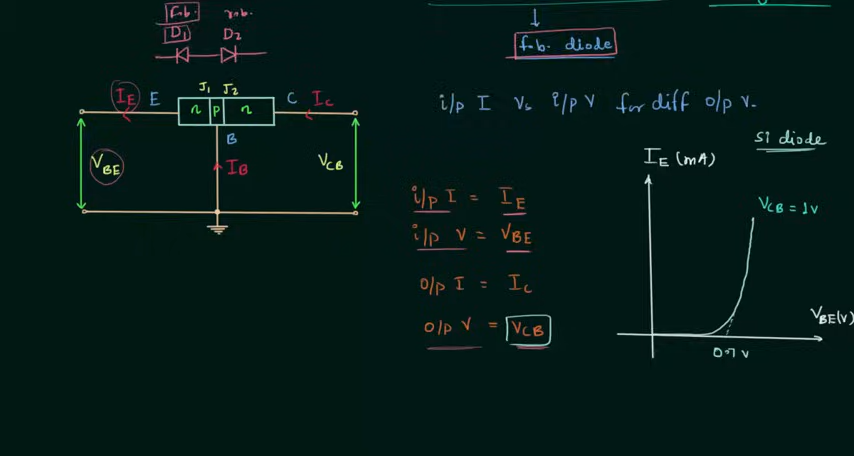 f.b. r.b.
D1 D2
f.b. diode
J1 J2
IE E n P n C IC
B
VBE IB VCB
i/p I vs i/p V for diff o/p V.
Si diode
IE (mA)
i/p I = IE
i/p V = VBE
o/p I = IC
o/p V = VCB
VCB = 1V
VBE(V)
0.7 V